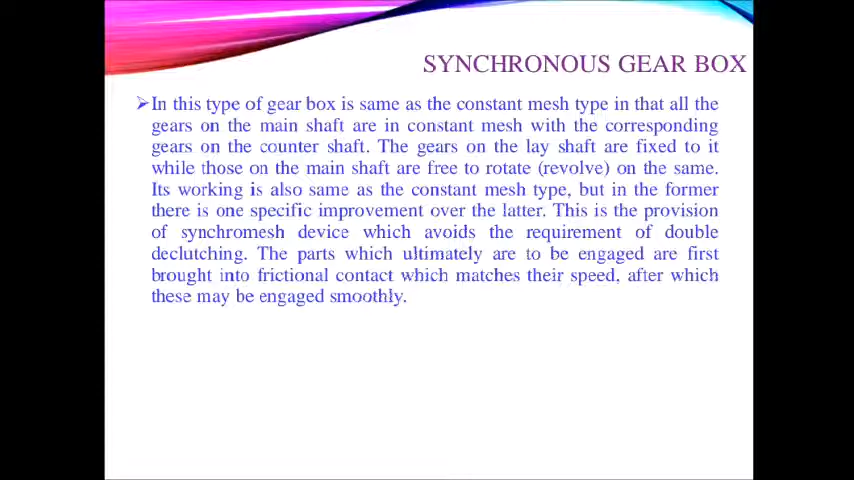 SYNCHRONOUS GEAR BOX
➢In this type of gear box is same as the constant mesh type in that all the
gears on the main shaft are in constant mesh with the corresponding
gears on the counter shaft. The gears on the lay shaft are fixed to it
while those on the main shaft are free to rotate (revolve) on the same.
Its working is also same as the constant mesh type, but in the former
there is one specific improvement over the latter. This is the provision
of synchromesh device which avoids the requirement of double
declutching. The parts which ultimately are to be engaged are first
brought into frictional contact which matches their speed, after which
these may be engaged smoothly.